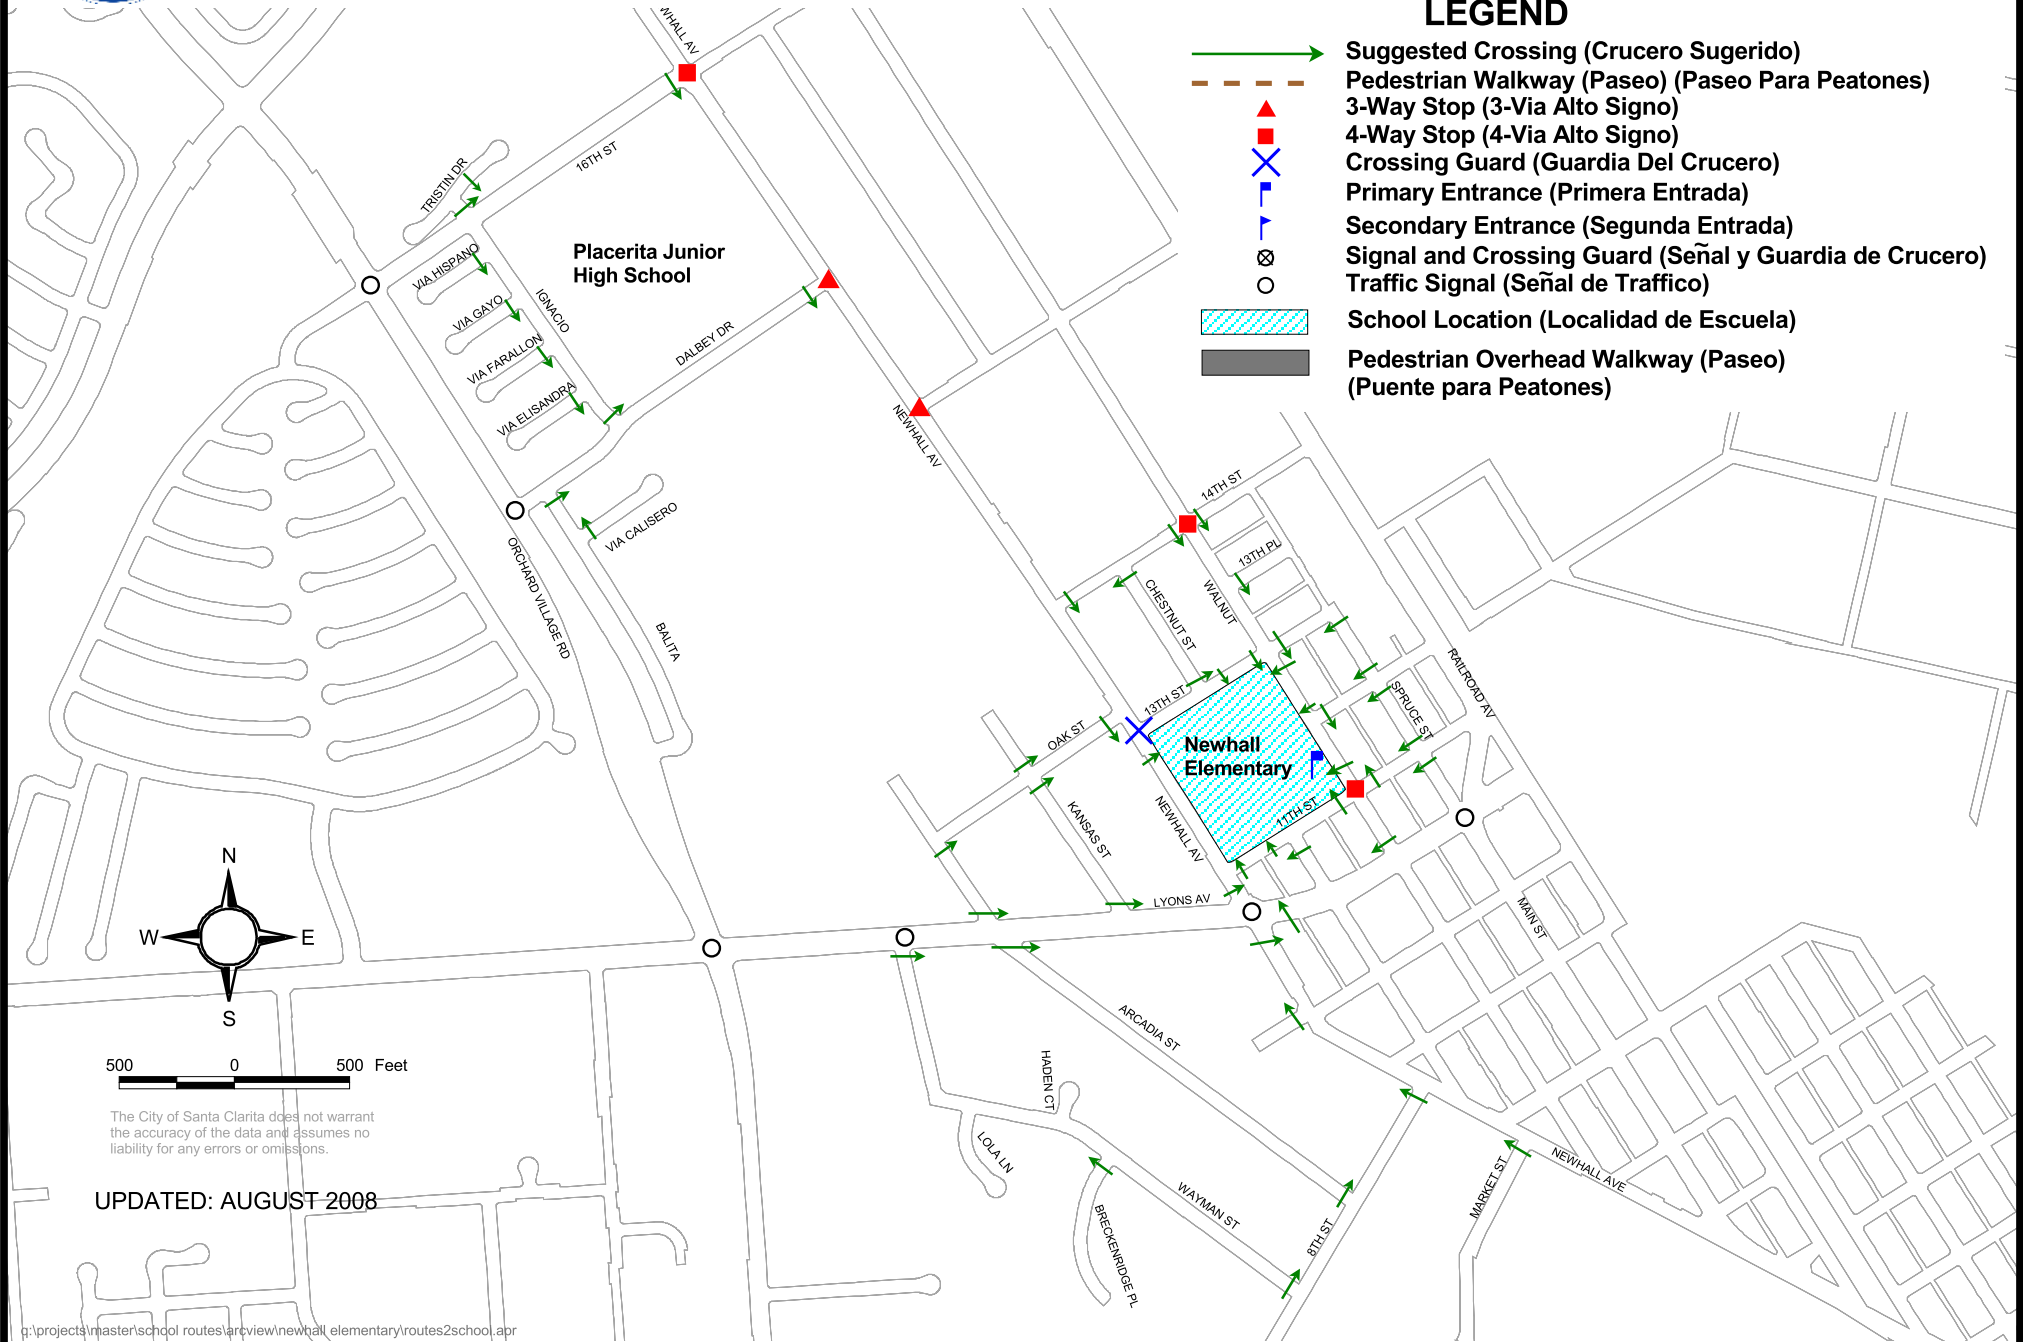 LEGEND
Suggested Crossing (Crucero Sugerido)
Pedestrian Walkway (Paseo) (Paseo Para Peatones)
3-Way Stop (3-Via Alto Signo)
4-Way Stop (4-Via Alto Signo)
Crossing Guard (Guardia Del Crucero)
Primary Entrance (Primera Entrada)
Secondary Entrance (Segunda Entrada)
Signal and Crossing Guard (Señal y Guardia de Crucero)
Traffic Signal (Señal de Traffico)
School Location (Localidad de Escuela)
Pedestrian Overhead Walkway (Paseo)
(Puente para Peatones)
WHALL AV
16TH ST
TRISTIN DR
Placerita Junior
High School
VIA HISPANO
IGNACIO
VIA GAYO
VIA FARALLON
DALBEY DR
VIA ELISANDRA
NEWHALL AV
14TH ST
VIA CALISERO
ORCHARD VILLAGE RD
13TH PL
CHESTNUT ST
WALNUT
BALITA
RAILROAD AV
SPRUCE ST
13TH ST
OAK ST
Newhall
Elementary
KANSAS ST
NEWHALL AV
11TH ST
LYONS AV
MAIN ST
N
W
E
S
ARCADIA ST
HADEN CT
LOLA LN
WAYMAN ST
BRECKENRIDGE PL
8TH ST
MARKET ST
NEWHALL AVE
500
0
500 Feet
The City of Santa Clarita does not warrant
the accuracy of the data and assumes no
liability for any errors or omissions.
UPDATED: AUGUST 2008
q:\projects\master\school routes\arcview\newhall elementary\routes2school.apr